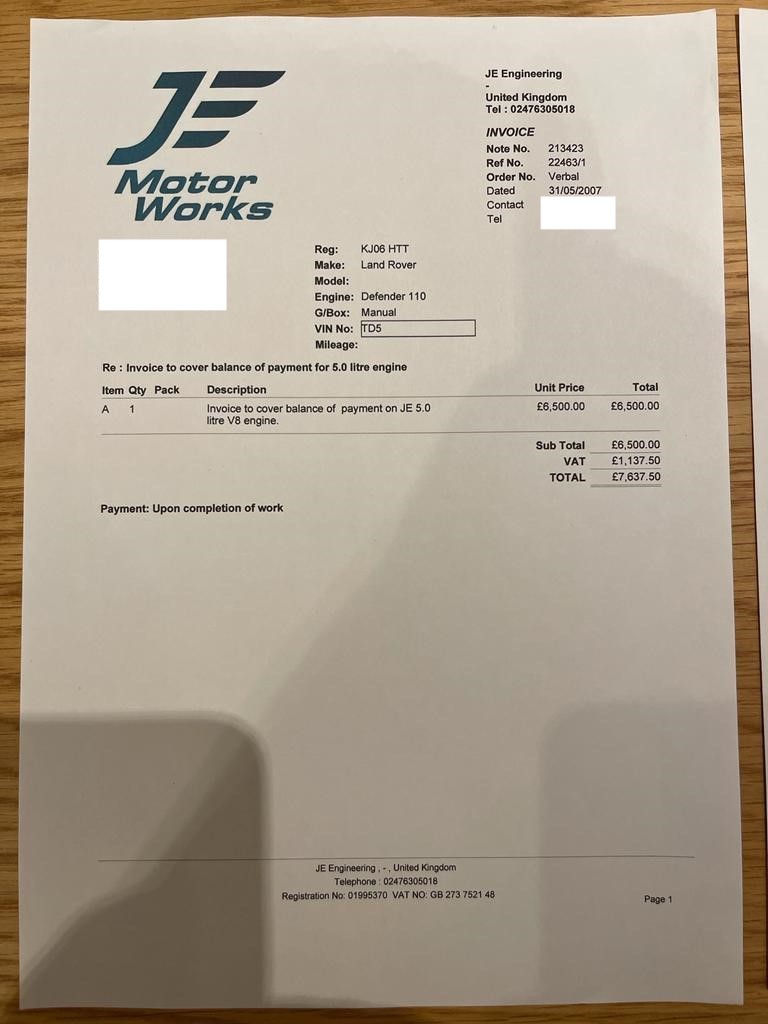 JE
Motor
Works
JE Engineering
-
United Kingdom
Tel : 02476305018
INVOICE
Note No. 213423
Ref No. 22463/1
Order No. Verbal
Dated 31/05/2007
Contact
Tel
Reg: KJ06 HTT
Make: Land Rover
Model:
Engine: Defender 110
G/Box: Manual
VIN No: TD5
Mileage:
Re : Invoice to cover balance of payment for 5.0 litre engine
Item Qty Pack Description Unit Price Total
A 1 Invoice to cover balance of payment on JE 5.0 £6,500.00 £6,500.00
litre V8 engine.
Sub Total £6,500.00
VAT £1,137.50
TOTAL £7,637.50
Payment: Upon completion of work
JE Engineering , - , United Kingdom
Telephone : 02476305018
Registration No: 01995370 VAT NO: GB 273 7521 48
Page 1